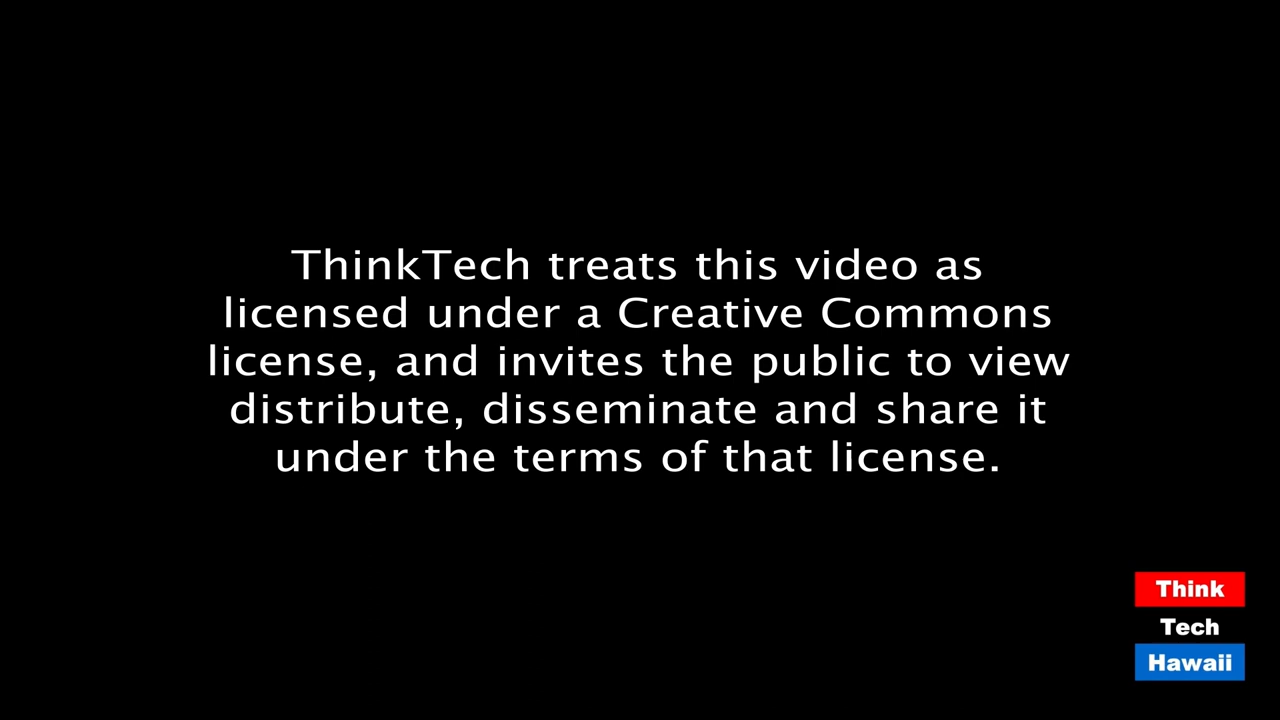 ThinkTech treats this video as
licensed under a Creative Commons
license, and invites the public to view
distribute, disseminate and share it
under the terms of that license.
Think
Tech
Hawaii